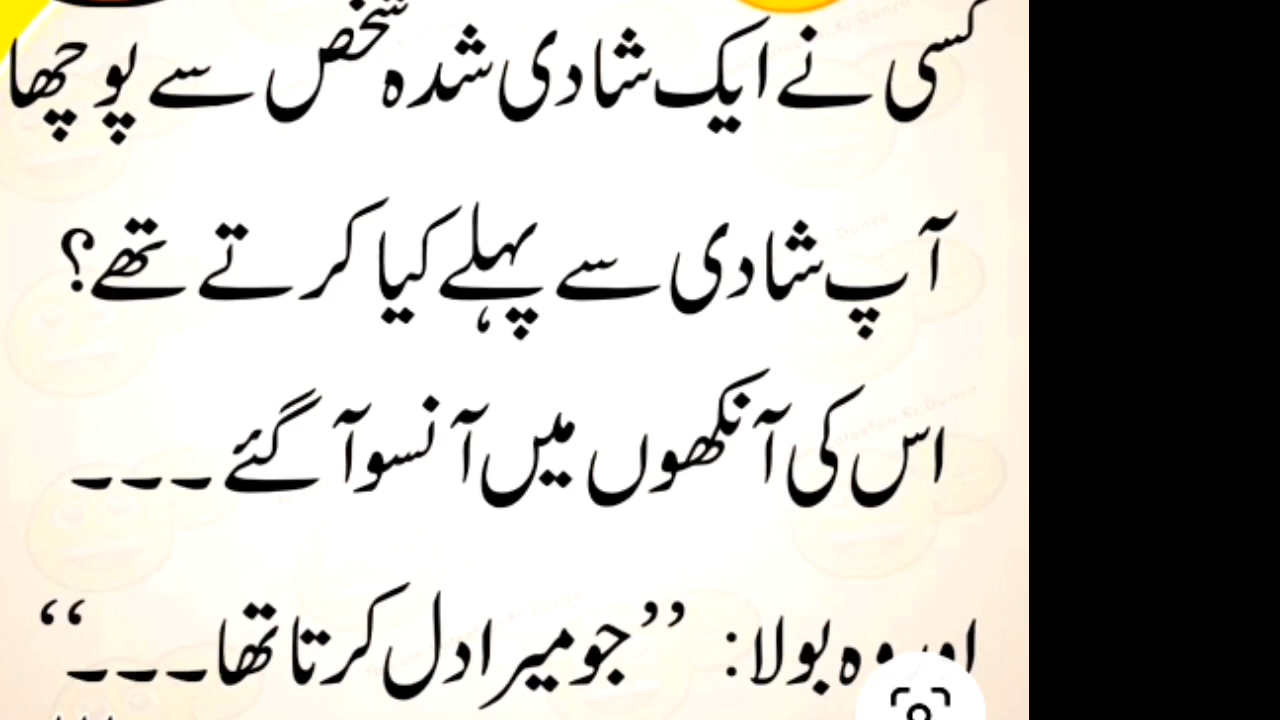 کسی نے ایک شادی شدہ شخص سے پوچھا
آپ شادی سے پہلے کیا کرتے تھے؟
اس کی آنکھوں میں آنسو آ گئے۔۔۔
اور وہ بولا: ’’جو میرا دل کرتا تھا۔۔۔‘‘